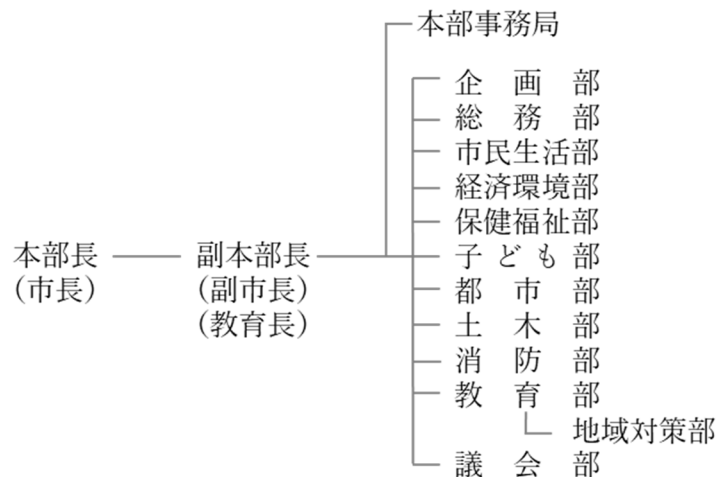 本部事務局
企画部
総務部
市民生活部
経済環境部
保健福祉部
本部長
副本部長
子ども部
(市長)
(副市長)
都市部
(教育長)
土木部
消防部
教育部
地域対策部
議会部